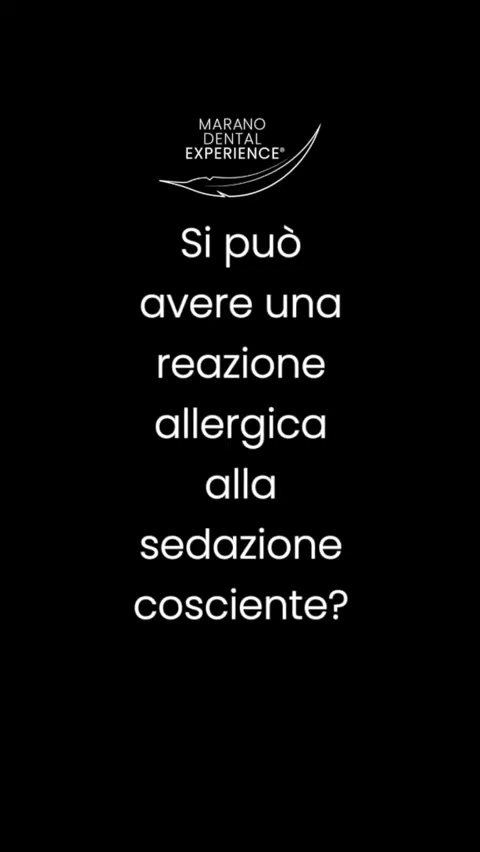 MARANO
DENTAL
EXPERIENCE®
Si può
avere una
reazione
allergica
alla
sedazione
cosciente?